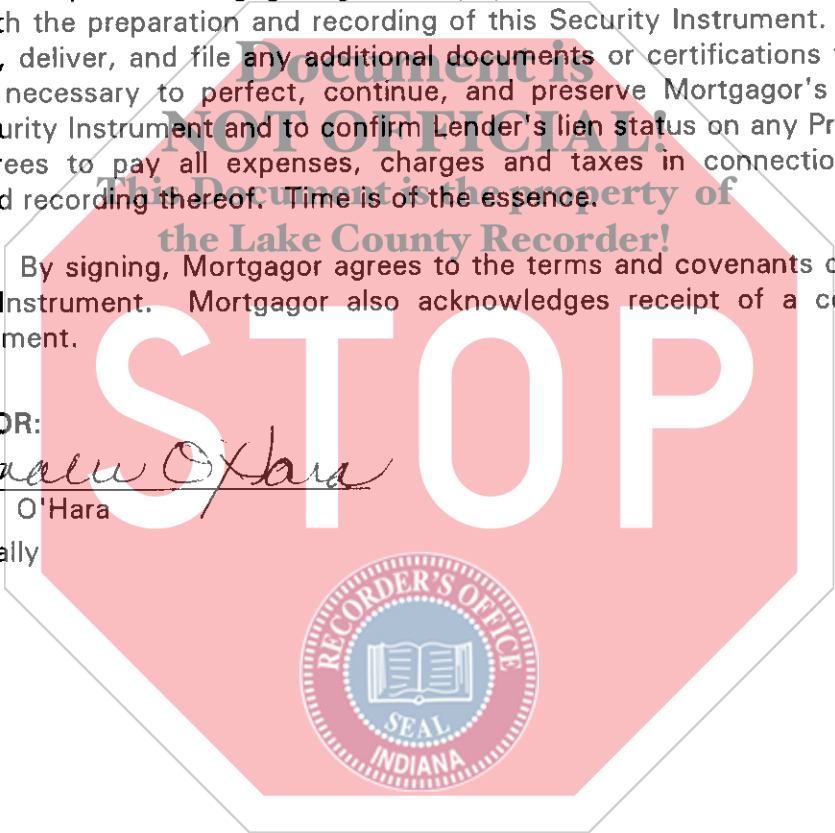 th the preparation and recording of this Security Instrument.
, deliver, and file any additional documents or certifications
Document is
necessary to perfect, continue, and preserve Mortgagor's
NOT OFFICIAL!
urity Instrument and to confirm Lender's lien status on any Pr
rees to pay all expenses, charges and taxes in connectio
This Document is the property of
d recording thereof. Time is of the essence.
the Lake County Recorder!
By signing, Mortgagor agrees to the terms and covenants
Instrument. Mortgagor also acknowledges receipt of a c
ment.
STOP
OR:
O'Hara
O'Hara
ally
RECORDER'S OFFICE
SEAL
INDIANA